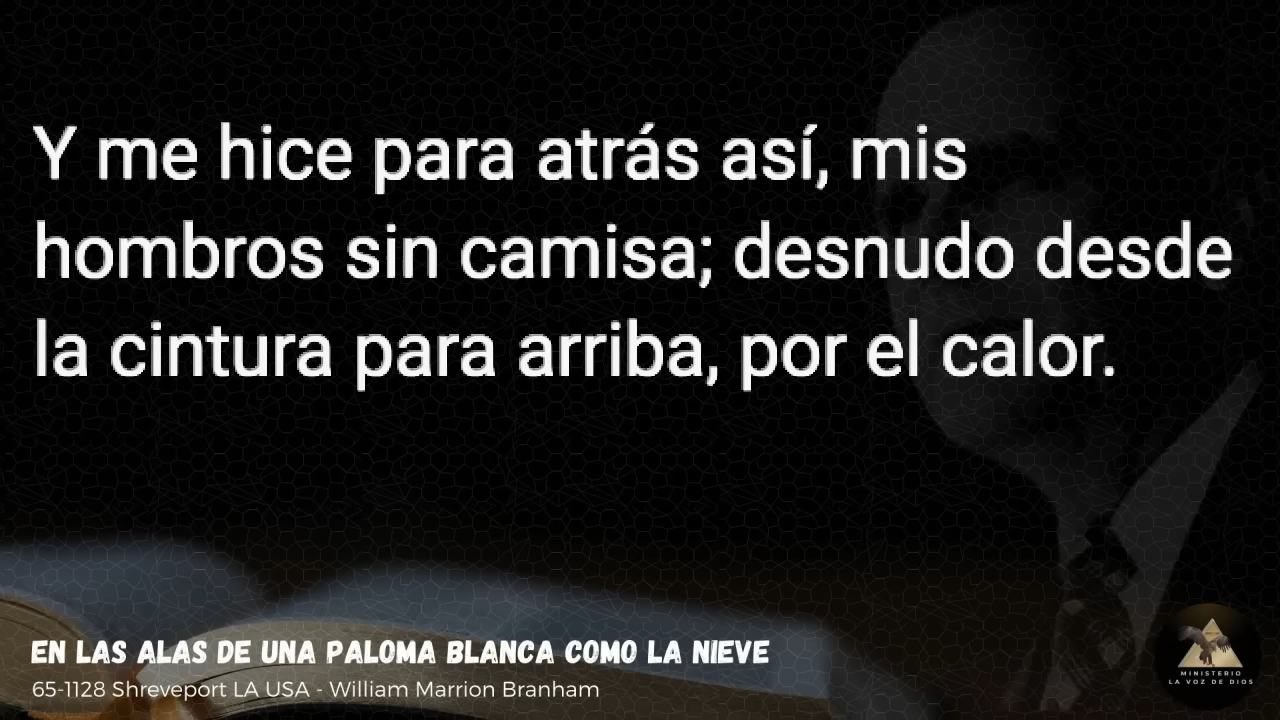 Y me hice para atrás así, mis
hombros sin camisa; desnudo desde
la cintura para arriba, por el calor.
EN LAS ALAS DE UNA PALOMA BLANCA COMO LA NIEVE
65-1128 Shreveport LA USA - William Marrion Branham
MINISTERIO
LA VOZ DE DIOS